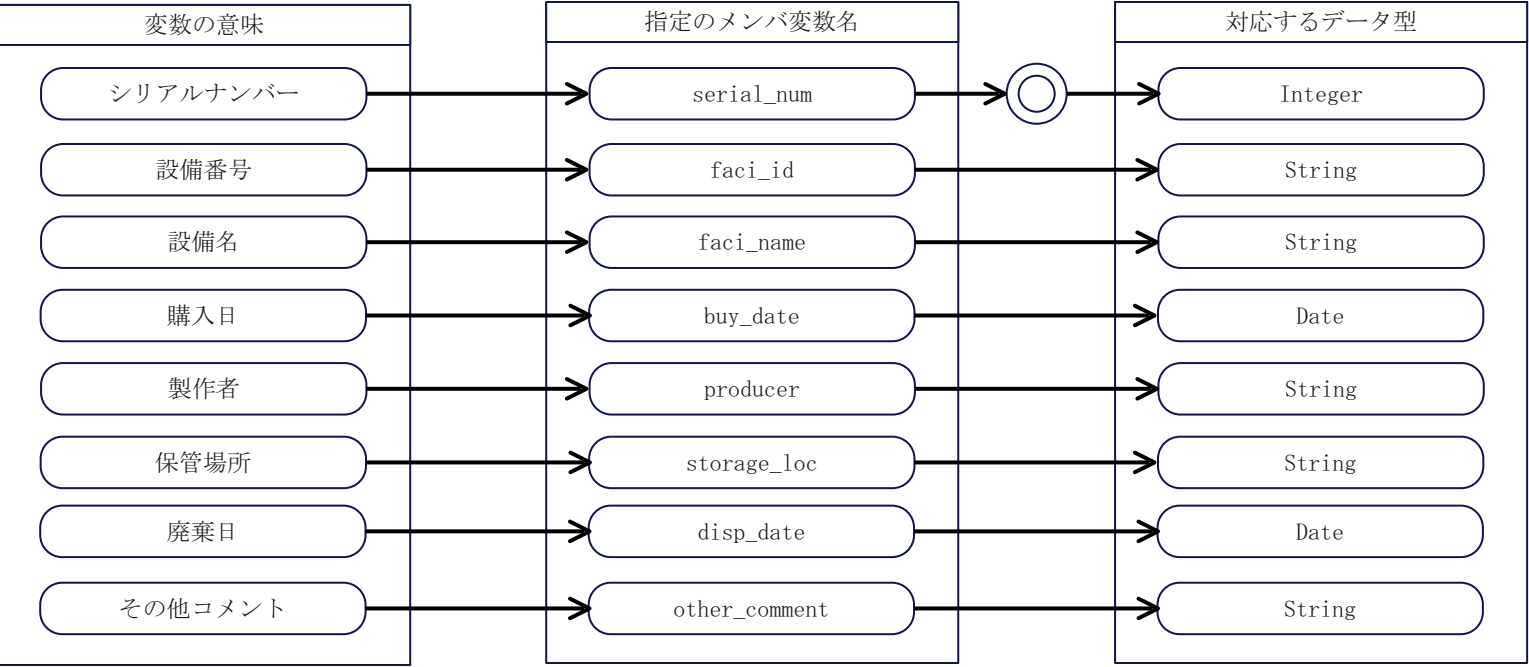 変数の意味
指定のメンバ変数名
対応するデータ型
シリアルナンバー
serial_num
Integer
設備番号
faci_id
String
設備名
faci_name
String
購入日
buy_date
Date
製作者
producer
String
保管場所
storage_loc
String
廃棄日
disp_date
Date
その他コメント
other_comment
String